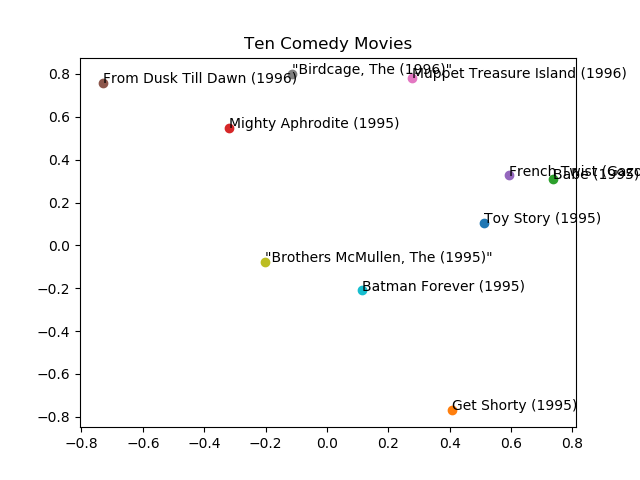 Ten Comedy Movies
0.8
0.6
0.4
0.2
0.0
−0.2
−0.4
−0.6
−0.8
From Dusk Till Dawn (1996)
"Birdcage, The (1996)"
Muppet Treasure Island (1996)
Mighty Aphrodite (1995)
French Twist
Babe (1995)
Toy Story (1995)
"Brothers McMullen, The (1995)"
Batman Forever (1995)
Get Shorty (1995)
−0.8 −0.6 −0.4 −0.2 0.0 0.2 0.4 0.6 0.8